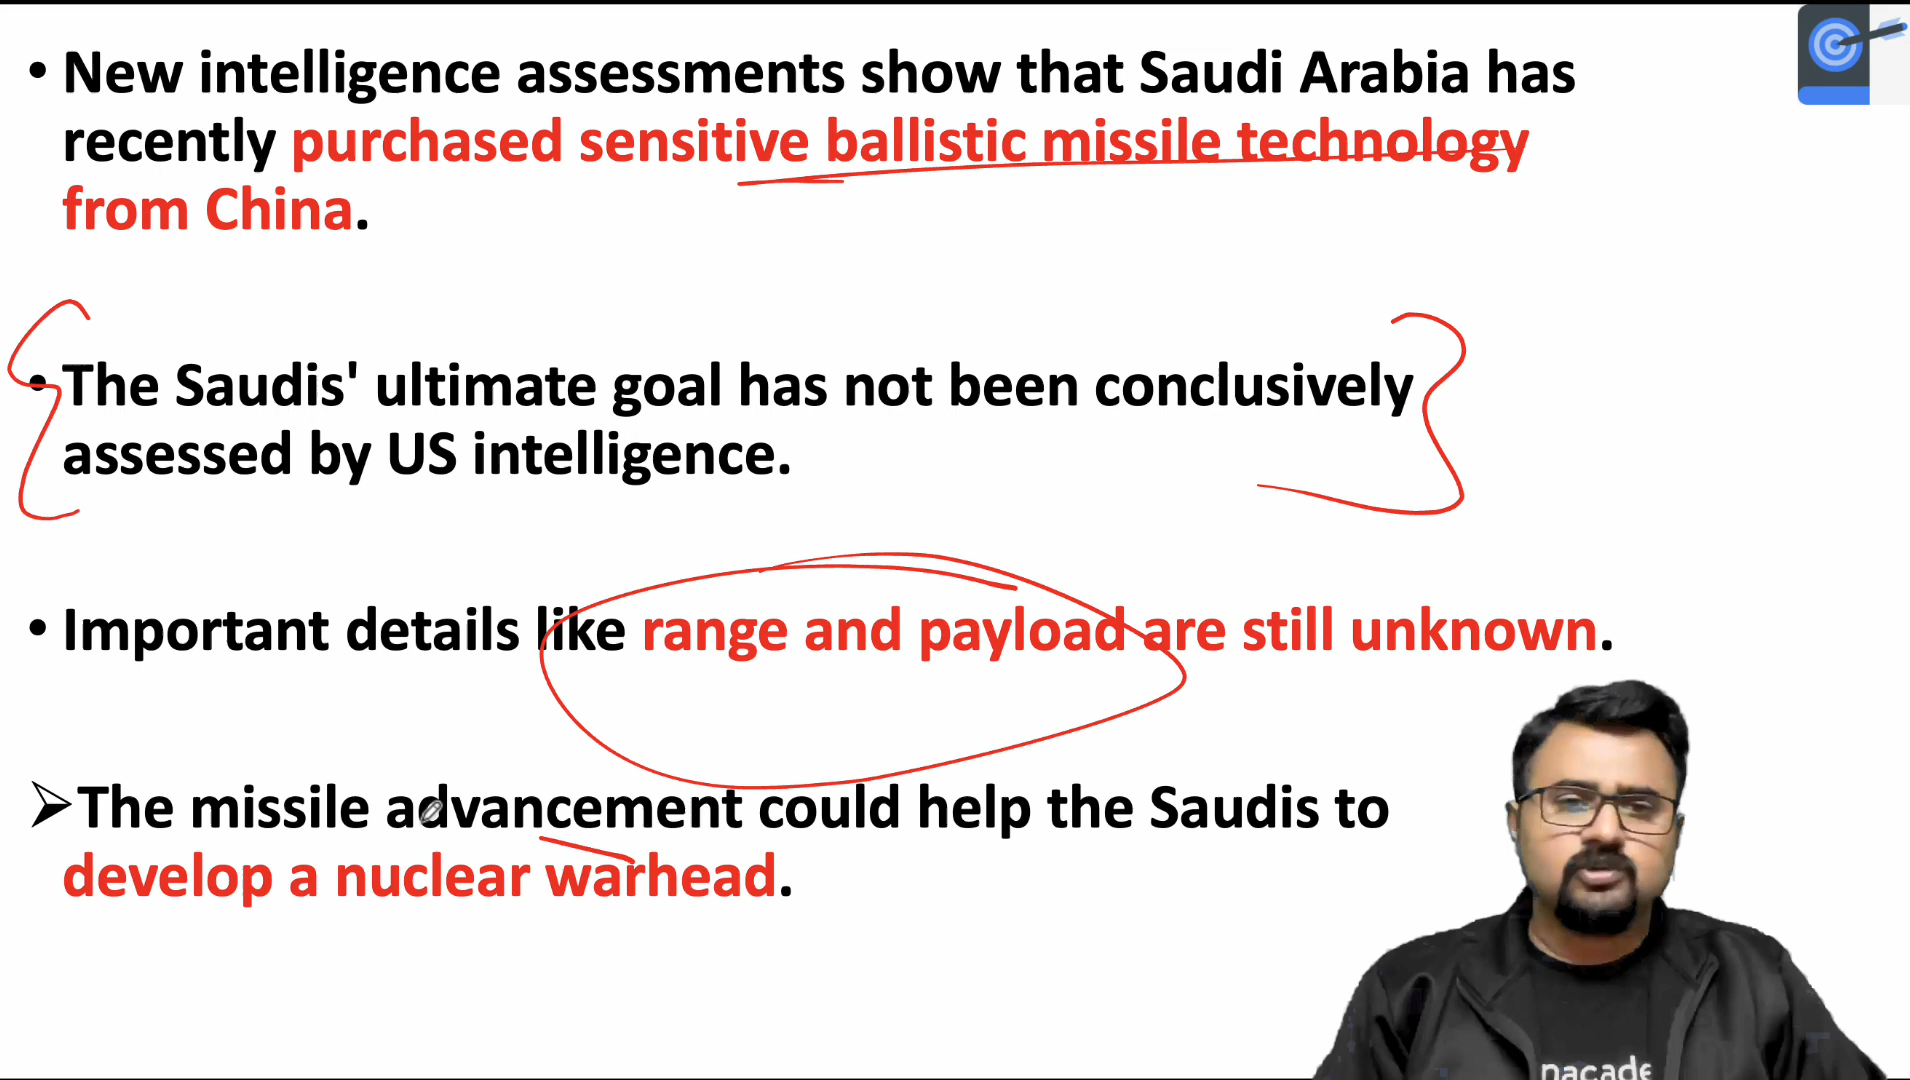 • New intelligence assessments show that Saudi Arabia has
recently purchased sensitive ballistic missile technology
from China.
• The Saudis' ultimate goal has not been conclusively
assessed by US intelligence.
• Important details like range and payload are still unknown.
➢The missile advancement could help the Saudis to
develop a nuclear warhead.